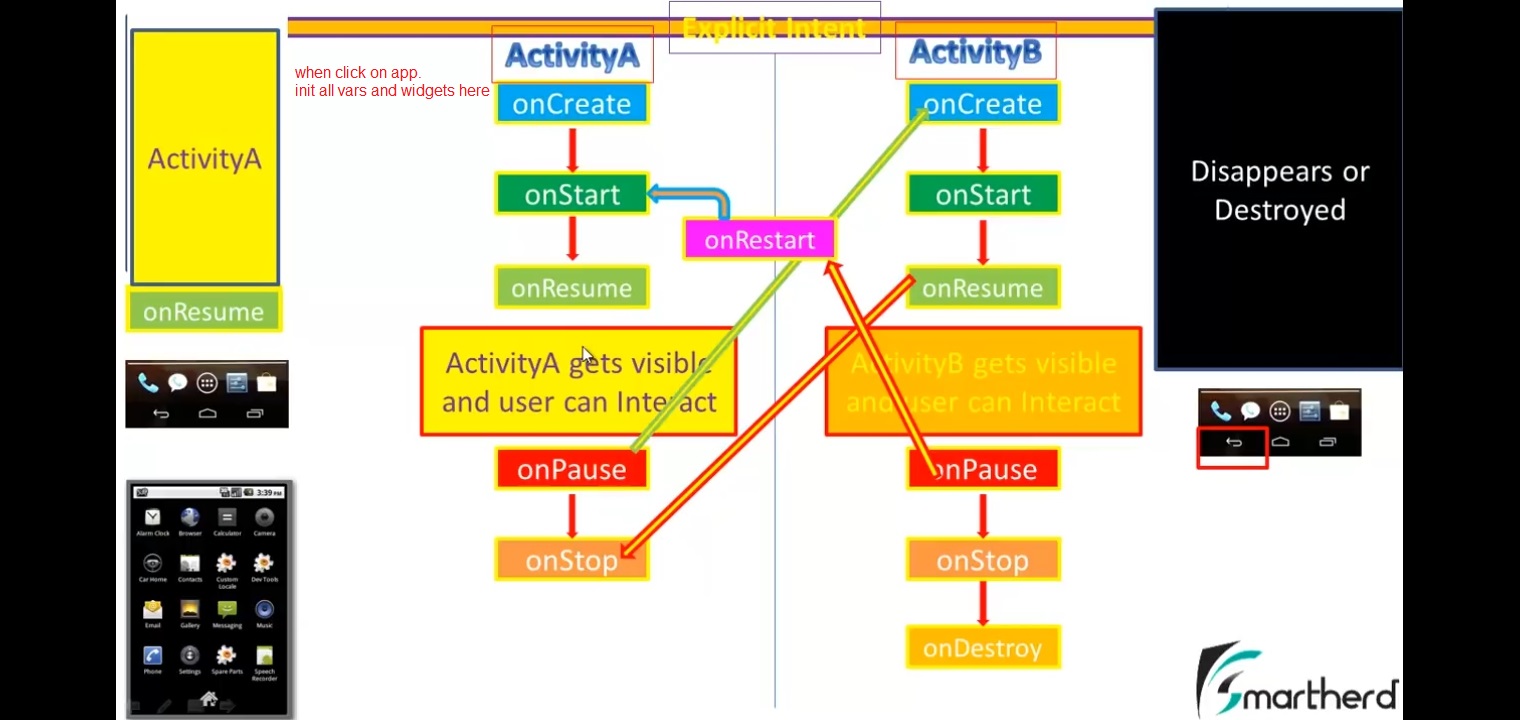 Explicit Intent
ActivityA
when click on app.
init all vars and widgets here
onCreate
onStart
onResume
ActivityA gets visible
and user can Interact
onPause
onStop
onRestart
ActivityB
onCreate
onStart
onResume
ActivityB gets visible
and user can Interact
onPause
onStop
onDestroy
ActivityA
onResume
3:39 PM
Alarm Clock
Browser
Calculator
Camera
Car Home
Contacts
Custom
Locale
Dev Tools
Email
Gallery
Messaging
Music
Phone
Settings
Spare Parts
Speech
Recorder
Disappears or
Destroyed
Smartherd